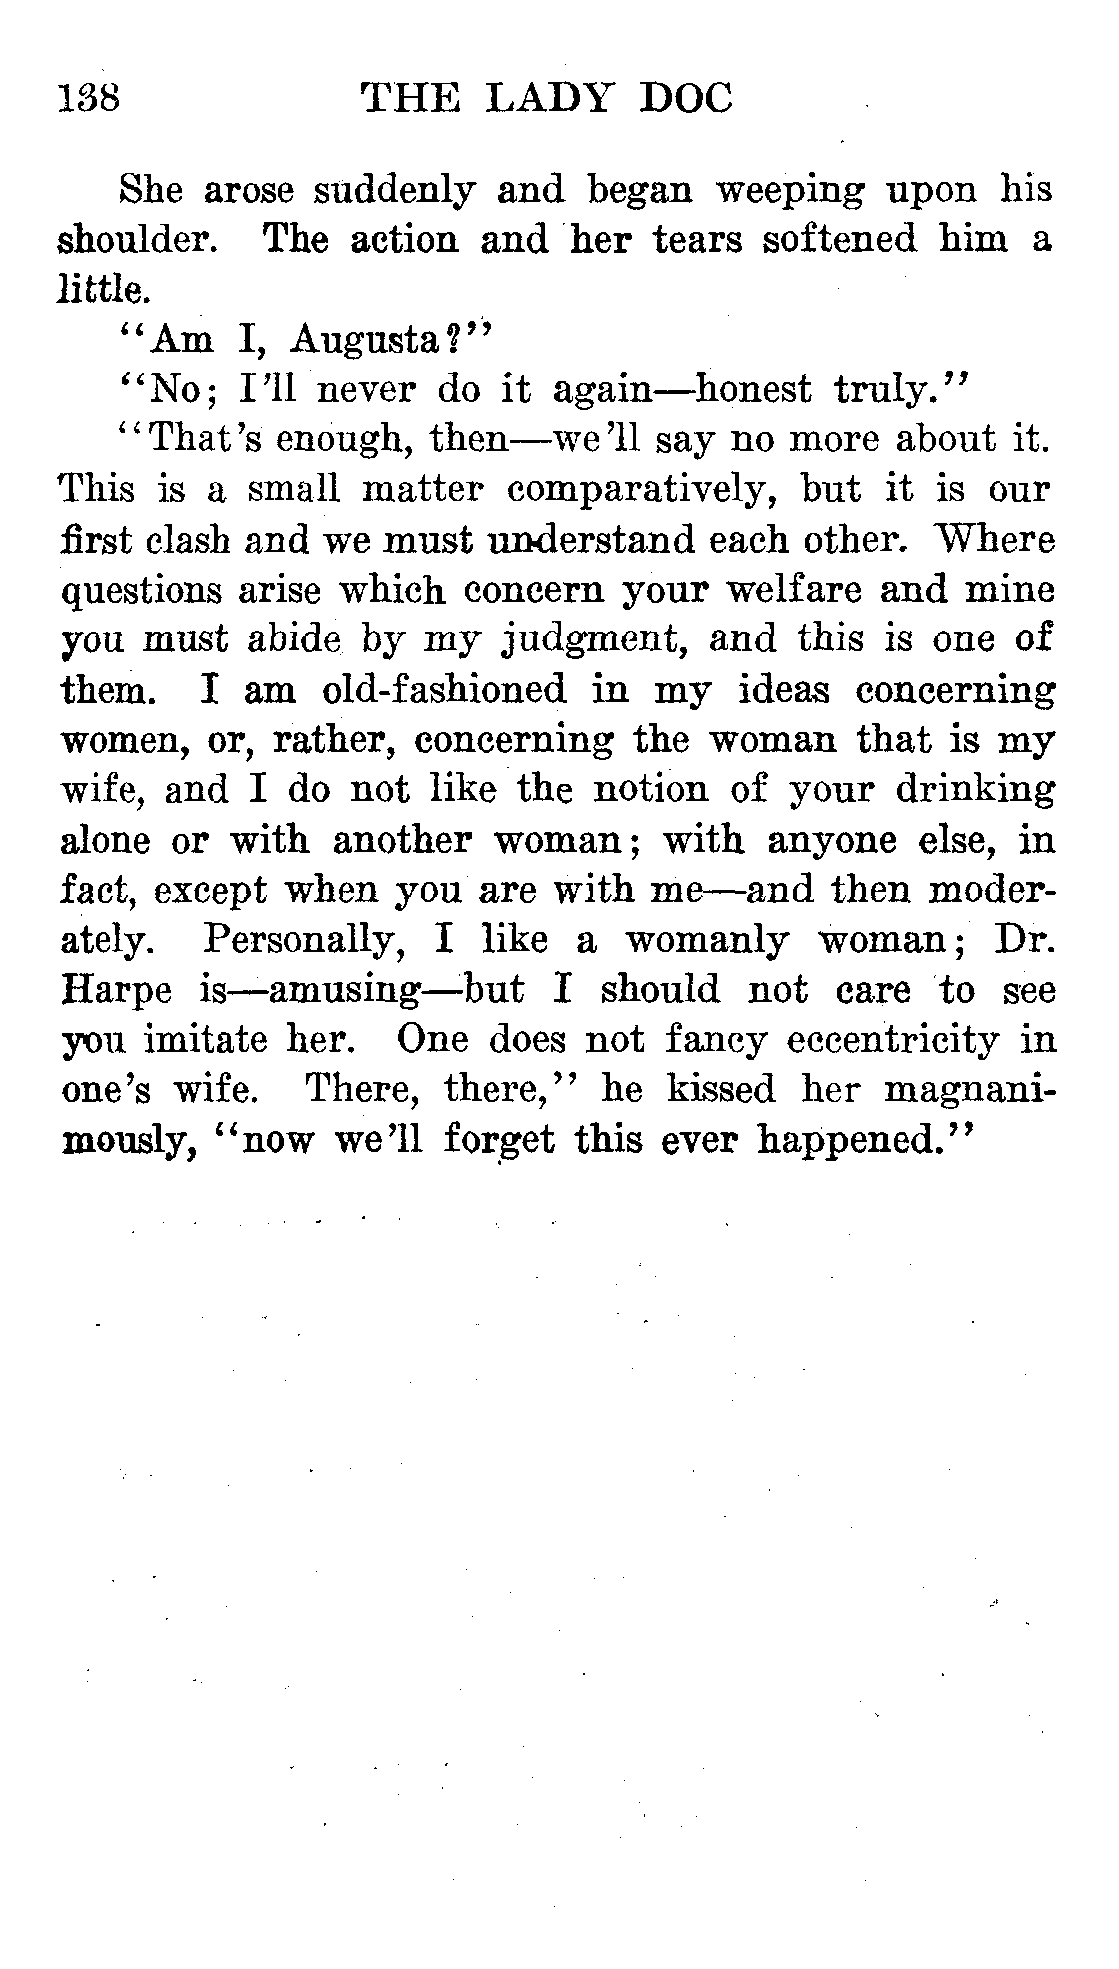 138 THE LADY DOC
She arose suddenly and began weeping upon his
shoulder. The action and her tears softened him a
little.
"Am I, Augusta?"
"No; I'll never do it again—honest truly."
"That's enough, then—we'll say no more about it.
This is a small matter comparatively, but it is our
first clash and we must understand each other. Where
questions arise which concern your welfare and mine
you must abide by my judgment, and this is one of
them. I am old-fashioned in my ideas concerning
women, or, rather, concerning the woman that is my
wife, and I do not like the notion of your drinking
alone or with another woman; with anyone else, in
fact, except when you are with me—and then moder-
ately. Personally, I like a womanly woman; Dr.
Harpe is—amusing—but I should not care to see
you imitate her. One does not fancy eccentricity in
one's wife. There, there," he kissed her magnani-
mously, "now we'll forget this ever happened."